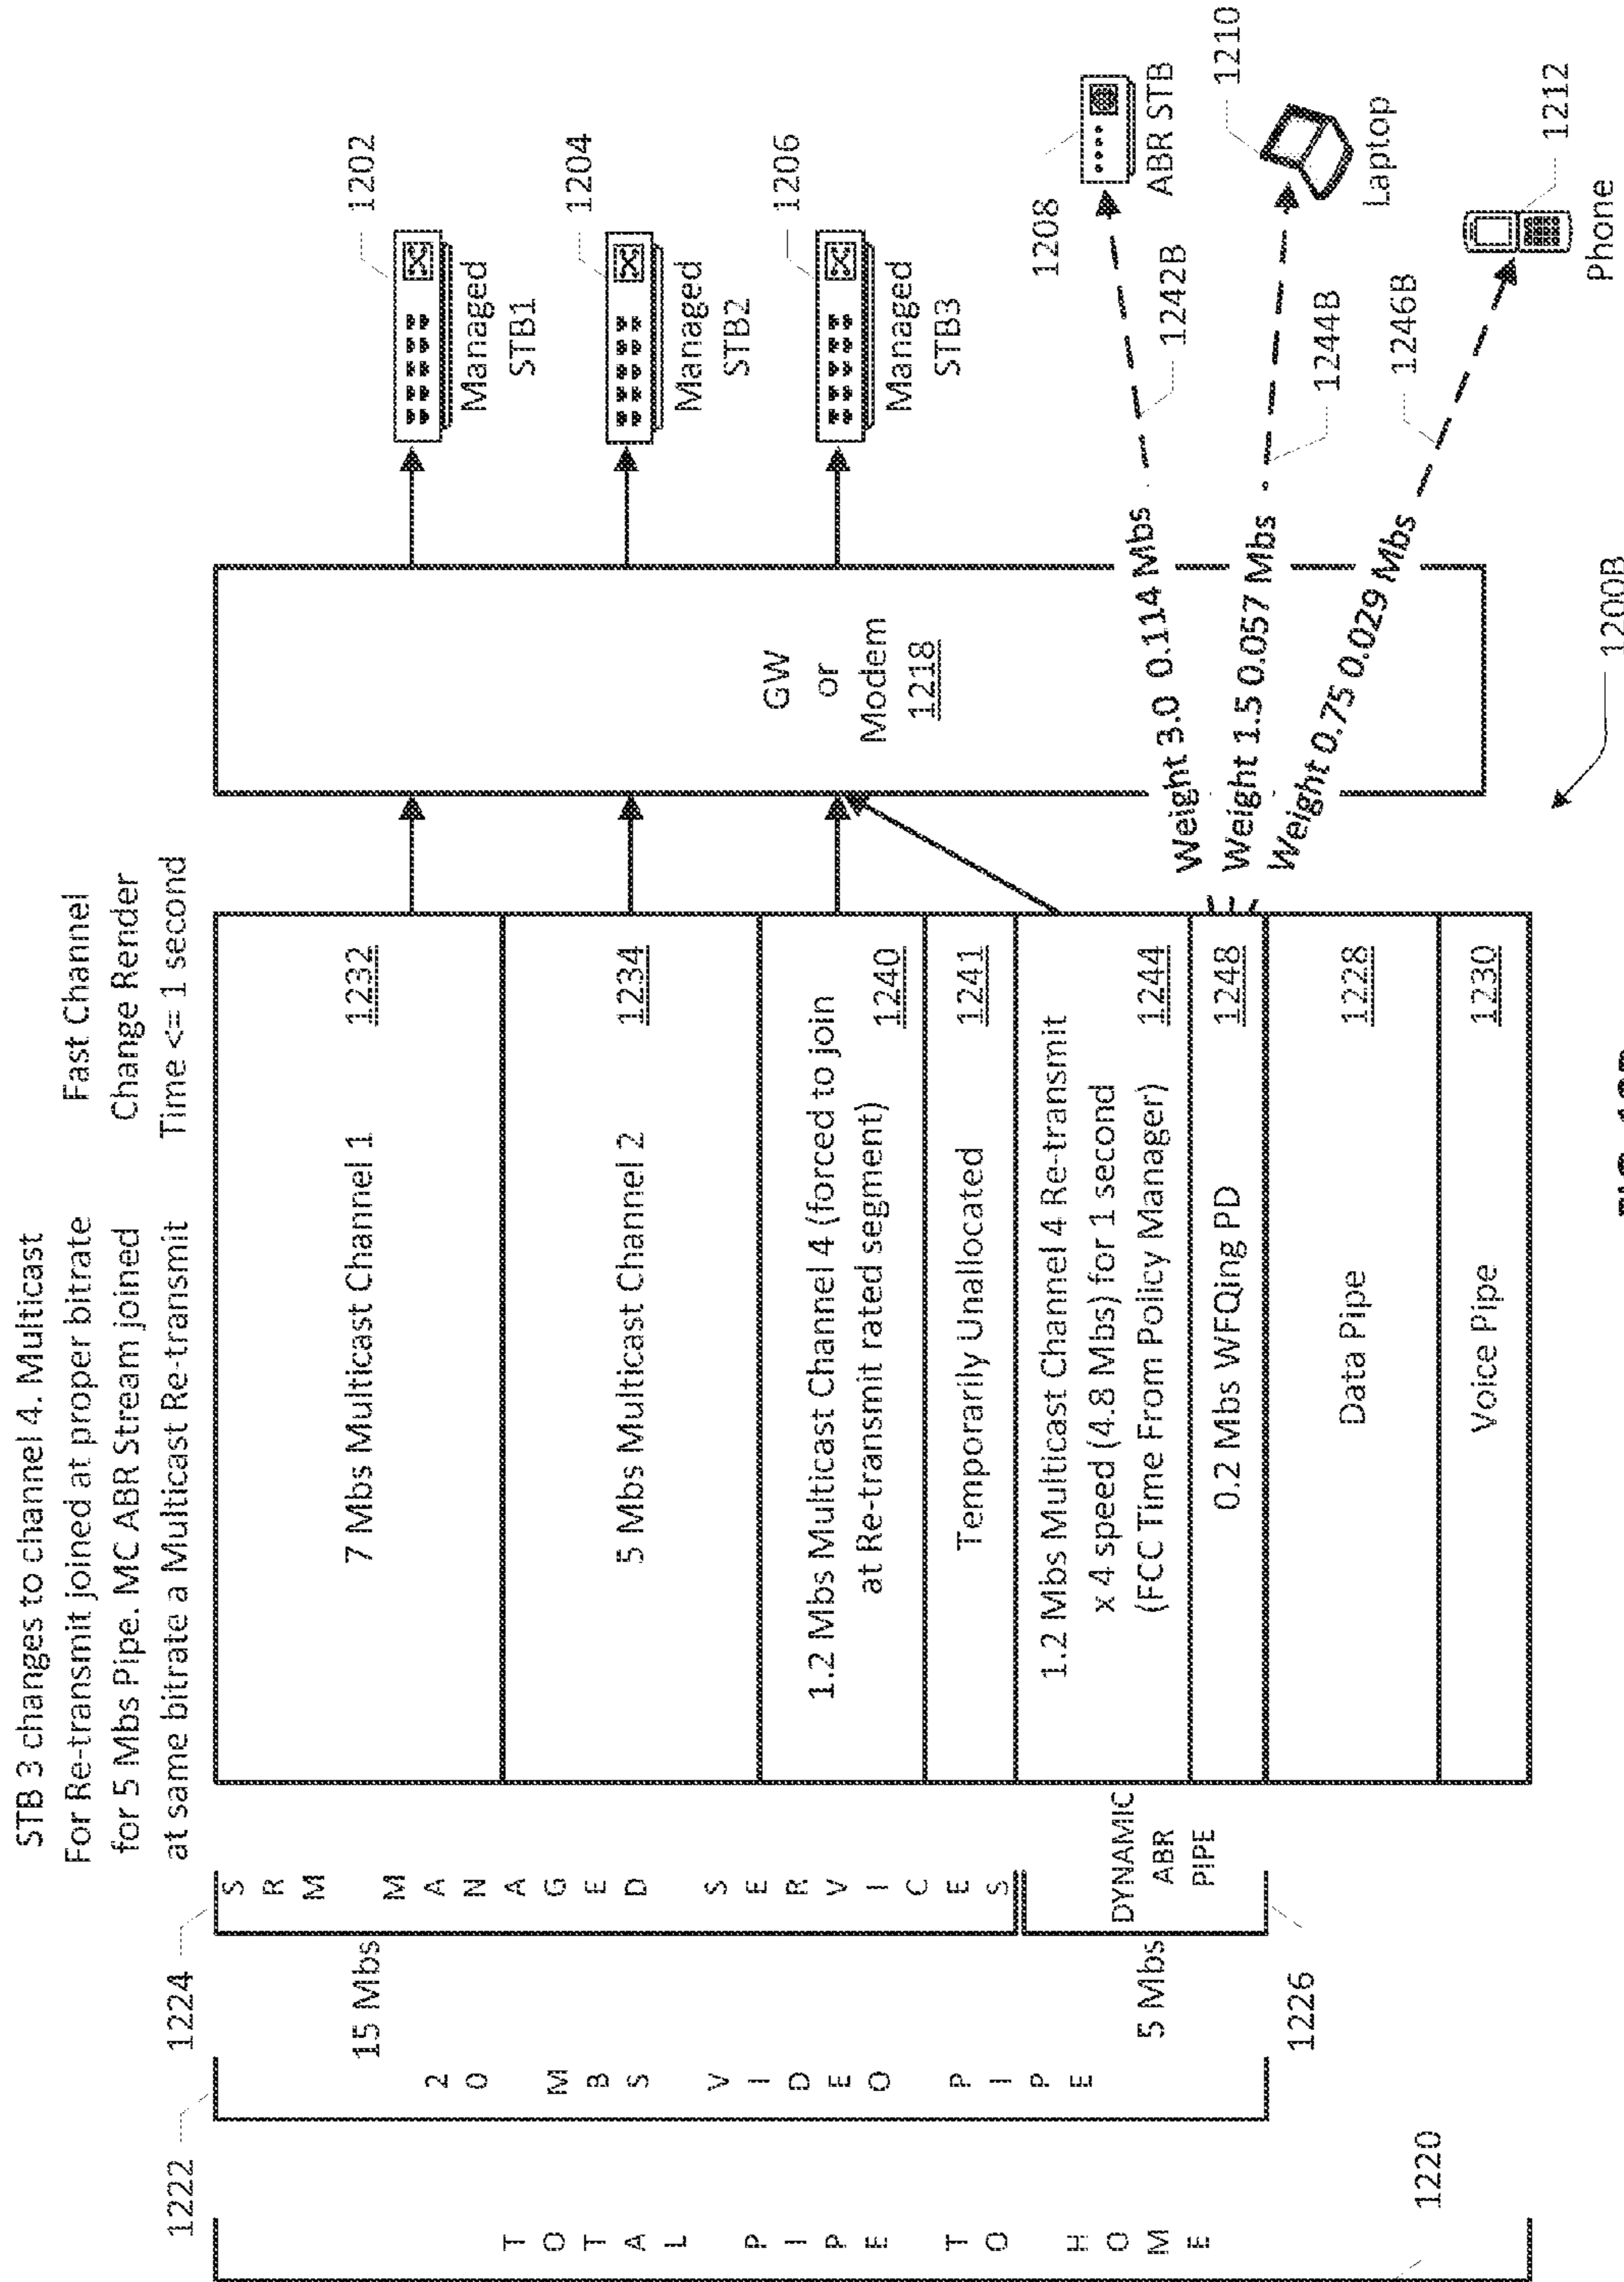 STB 3 changes to channel 4. Multicast
For Re-transmit joined at proper bitrate
for 5 Mbs Pipe. MC ABR Stream joined
at same bitrate a Multicast Re-transmit
Fast Channel
Change Render
Time <= 1 second
1222
1224
TOTAL PIPE TO HOME
20 MBS VIDEO PIPE
SRM MANAGED SERVICES
15 Mbs
5 Mbs
DYNAMIC
ABR
PIPE
1226
1220
7 Mbs Multicast Channel 1
1232
5 Mbs Multicast Channel 2
1234
1.2 Mbs Multicast Channel 4 (forced to join
at Re-transmit rated segment)
1240
Temporarily Unallocated
1241
1.2 Mbs Multicast Channel 4 Re-transmit
x 4 speed (4.8 Mbs) for 1 second
(FCC Time From Policy Manager)
1244
0.2 Mbs WFQing PD
1248
Data Pipe
1228
Voice Pipe
1230
GW
or
Modem
1218
1202
Managed
STB1
1204
Managed
STB2
1206
Managed
STB3
1208
ABR STB
1242B
1210
Laptop
1244B
1212
Phone
1246B
Weight 3.0 0.114 Mbs
Weight 1.5 0.057 Mbs
Weight 0.75 0.029 Mbs
1200B